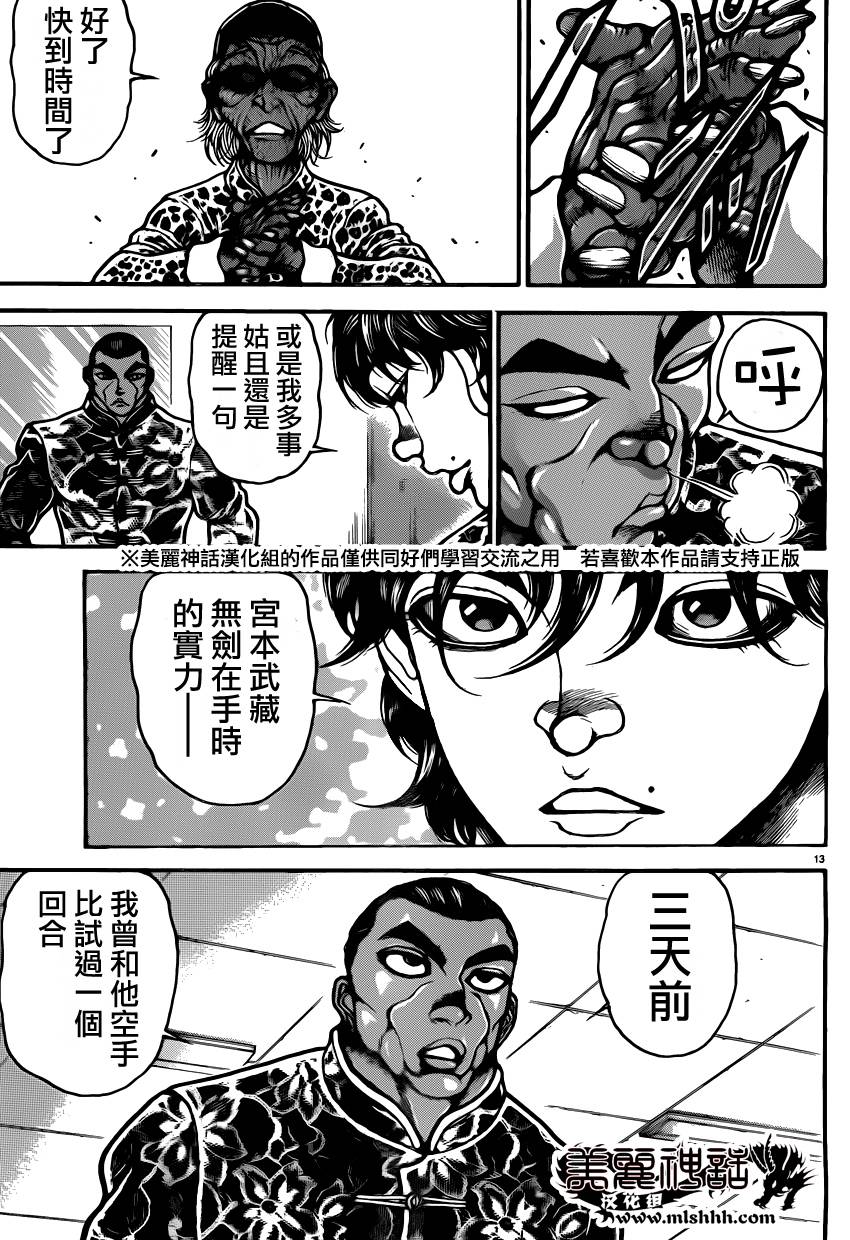 好了
快到時間了
呼
或是我多事
姑且還是
提醒一句
※美麗神話漢化組的作品僅供同好們學習交流之用 若喜歡本作品請支持正版
宮本武藏
無劍在手時
的實力——
13
三天前
我曾和他空手
比試過一個
回合
美麗神話
汉化组
www.mlshhh.com